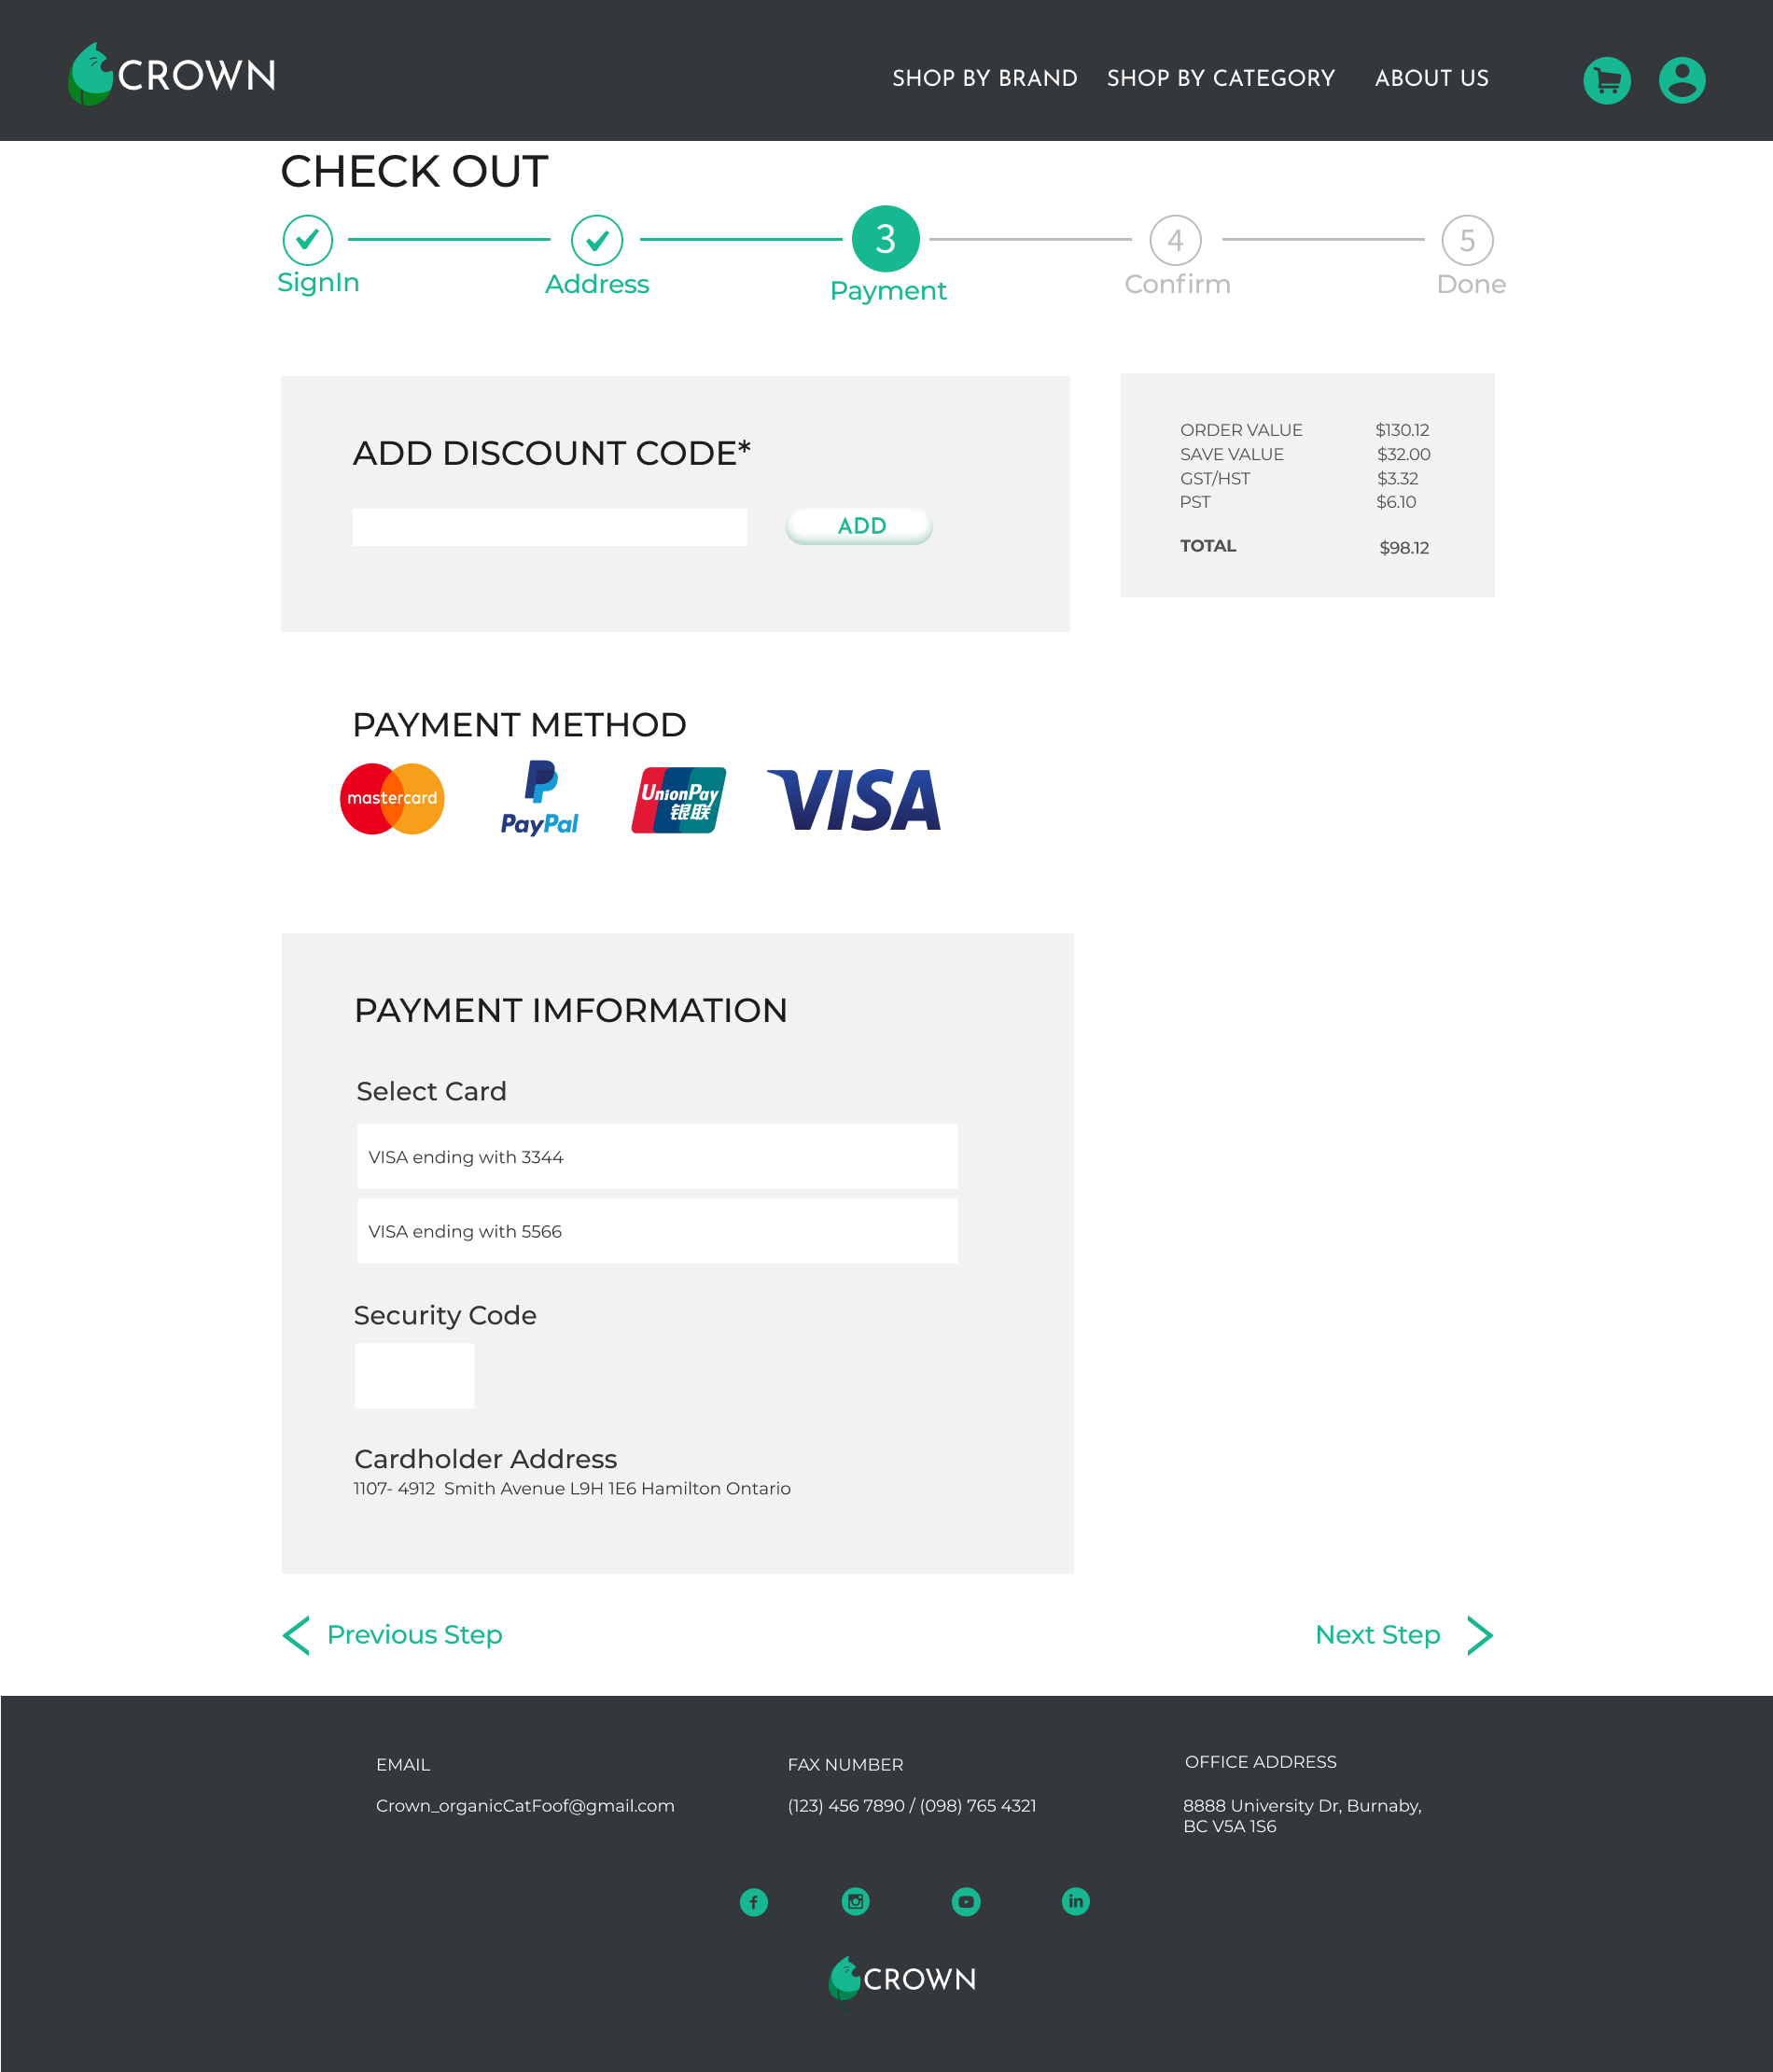 CROWN
SHOP BY BRAND SHOP BY CATEGORY ABOUT US
CHECK OUT
3 4 5
SignIn Address Payment Confirm Done
ADD DISCOUNT CODE*
ADD
ORDER VALUE $130.12
SAVE VALUE $32.00
GST/HST $3.32
PST $6.10
TOTAL $98.12
PAYMENT METHOD
mastercard PayPal UnionPay 银联 VISA
PAYMENT IMFORMATION
Select Card
VISA ending with 3344
VISA ending with 5566
Security Code
Cardholder Address
1107- 4912 Smith Avenue L9H 1E6 Hamilton Ontario
Previous Step Next Step
EMAIL FAX NUMBER OFFICE ADDRESS
Crown_organicCatFoof@gmail.com (123) 456 7890 / (098) 765 4321 8888 University Dr, Burnaby,
BC V5A 1S6
f in
CROWN